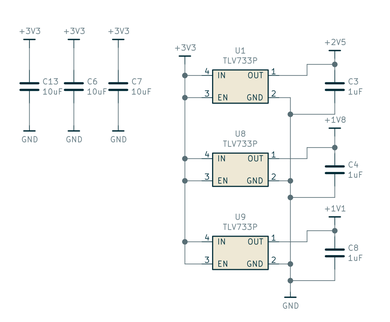 +3V3 +3V3 +3V3
C13 10uF
C6 10uF
C7 10uF
GND GND GND
+3V3
U1
TLV733P
4 IN OUT 1
3 EN GND 2
+2V5
C3
1uF
U8
TLV733P
4 IN OUT 1
3 EN GND 2
+1V8
C4
1uF
U9
TLV733P
4 IN OUT 1
3 EN GND 2
+1V1
C8
1uF
GND